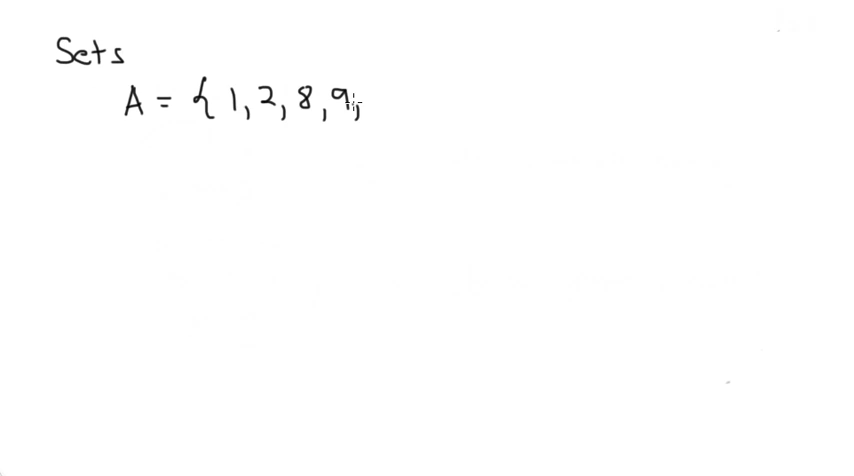 Sets
A = { 1, 2, 8, 9,